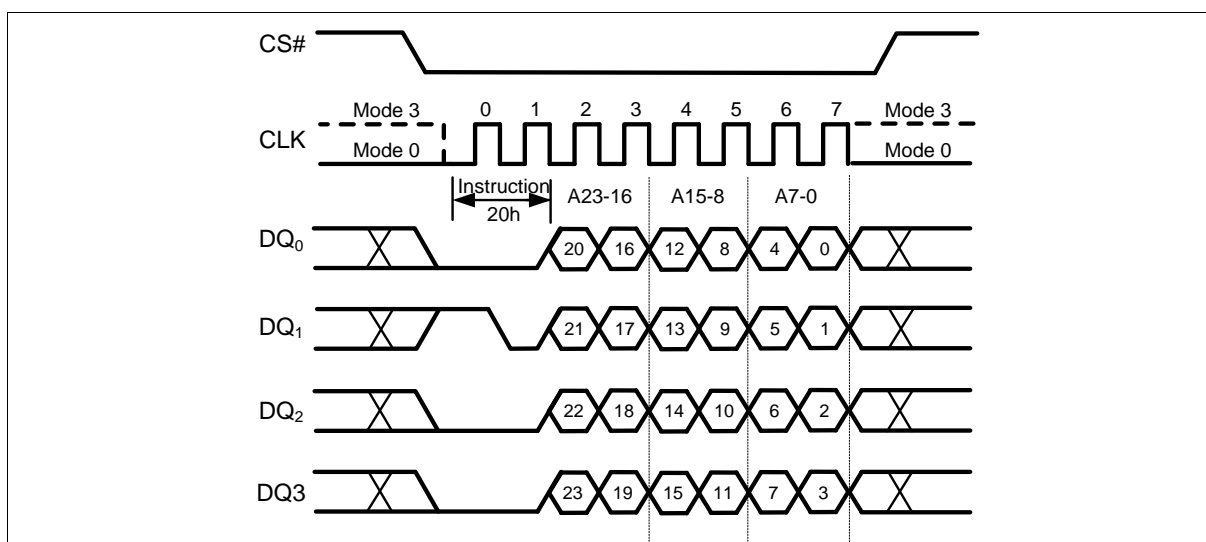 CS#
Mode 3 0 1 2 3 4 5 6 7 Mode 3
CLK
Mode 0 Mode 0
Instruction A23-16 A15-8 A7-0
20h
DQ0 20 16 12 8 4 0
DQ1 21 17 13 9 5 1
DQ2 22 18 14 10 6 2
DQ3 23 19 15 11 7 3